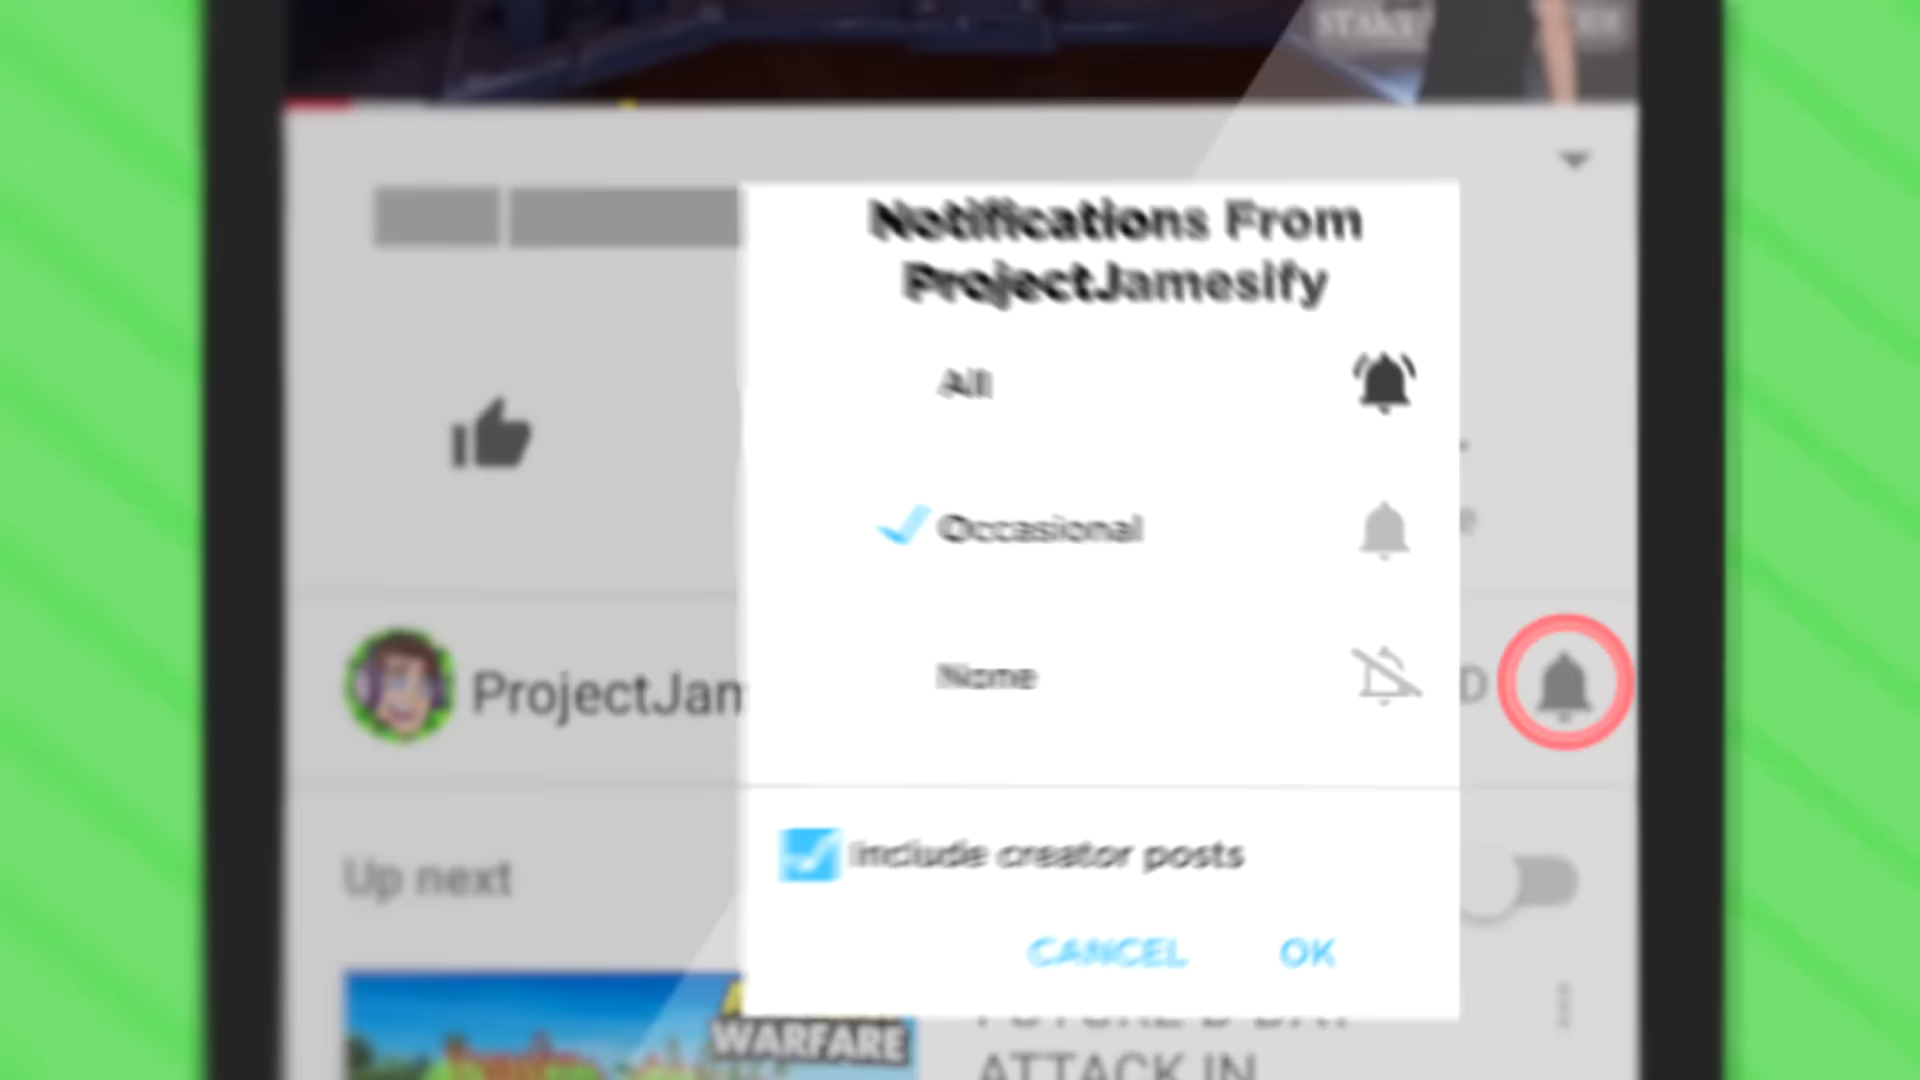 Notifications From
ProjectJamesify
All
Occasional
None
ProjectJam
D
Include creator posts
Up next
CANCEL OK
WARFARE
ATTACK IN